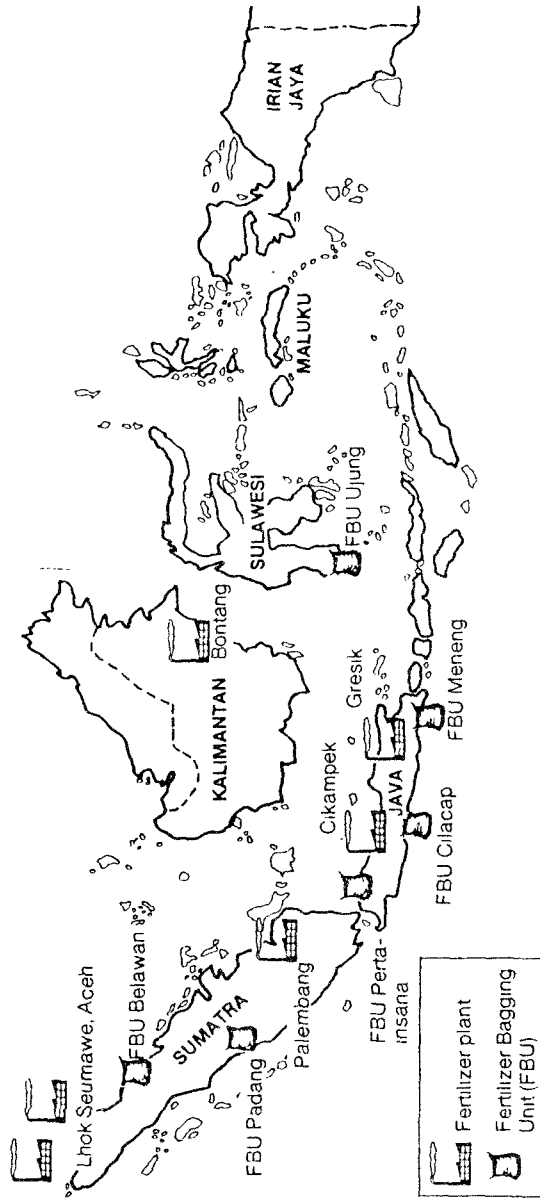 Lhok Seumawe, Aceh
FBU Belawan
SUMATRA
FBU Padang
Palembang
FBU Perta-
insana
KALIMANTAN
Bontang
Cikampek
Gresik
JAVA
FBU Cilacap
FBU Meneng
SULAWESI
FBU Ujung
MALUKU
IRIAN
JAYA
Fertilizer plant
Fertilizer Bagging
Unit (FBU)